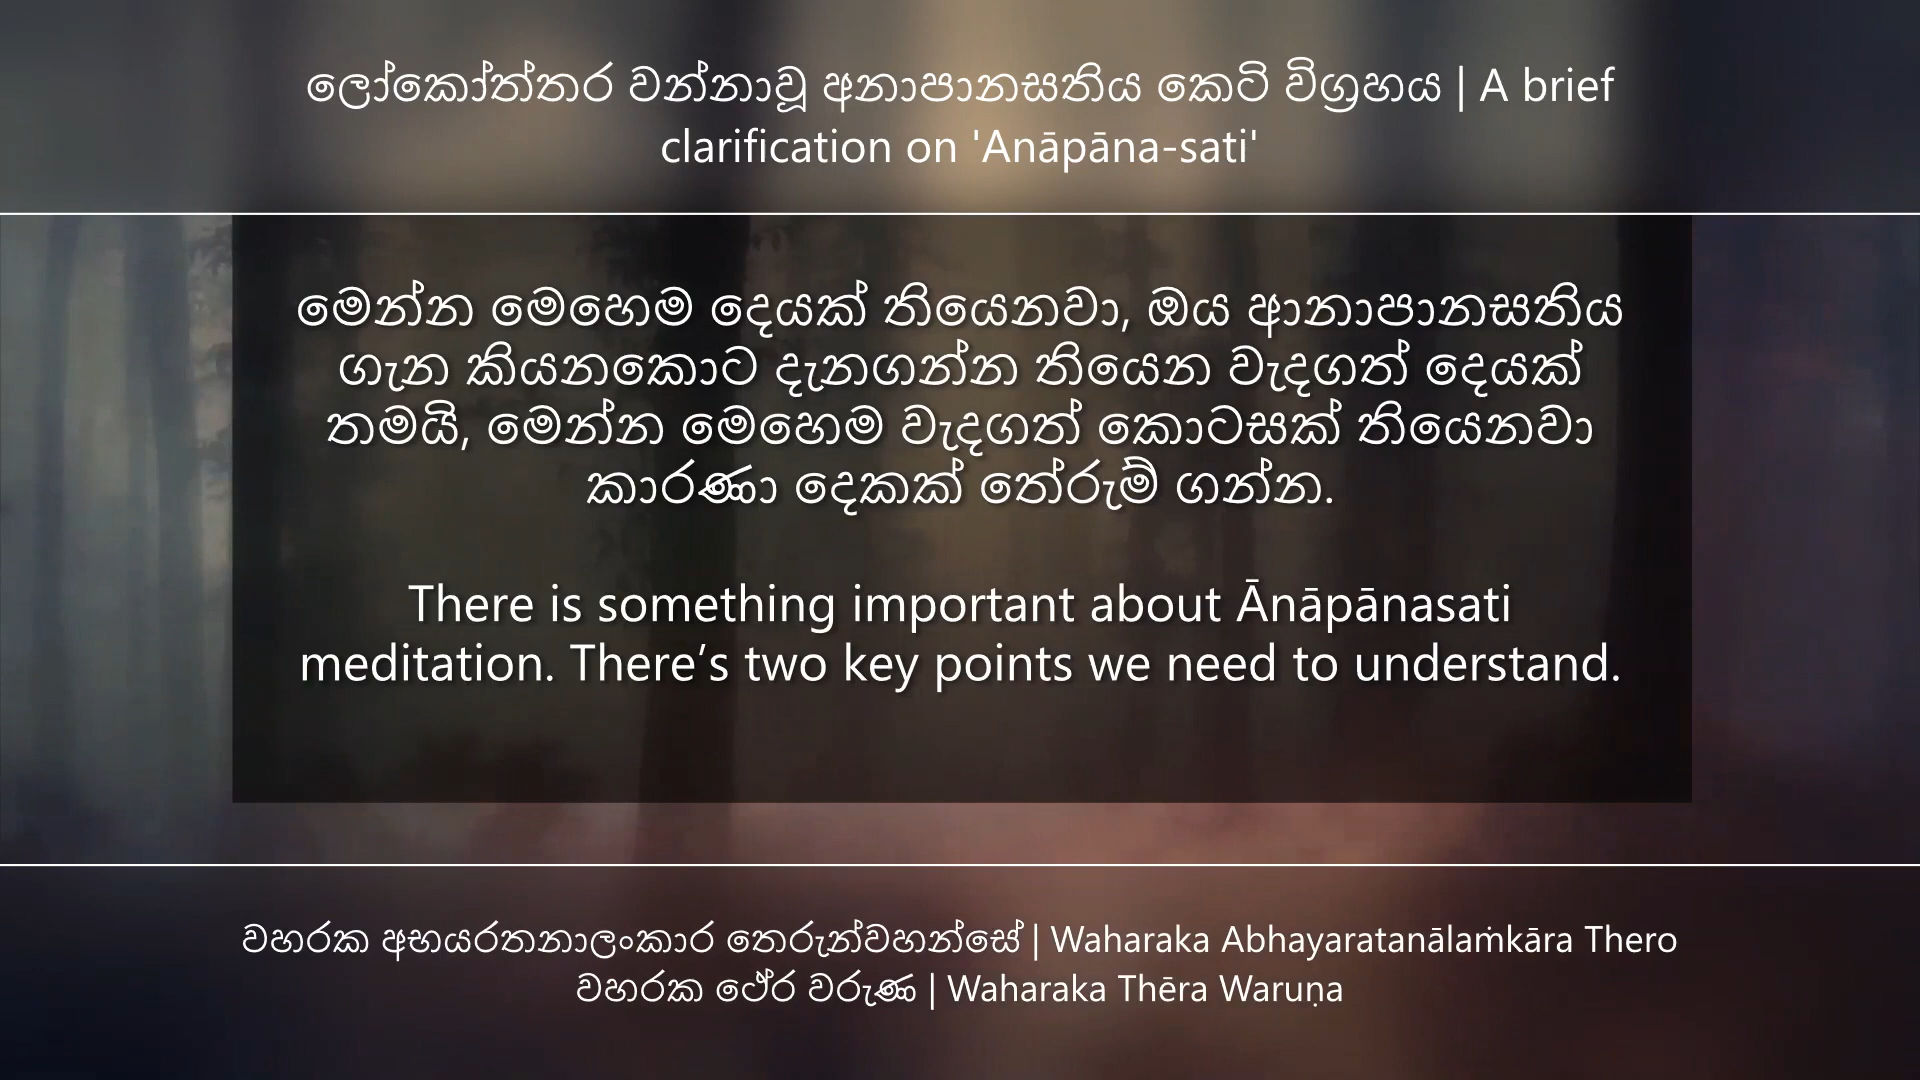 ලෝකෝත්තර වන්නාවූ අනාපානසතිය කෙටි විග්‍රහය | A brief
clarification on 'Anāpāna-sati'
මෙන්න මෙහෙම දෙයක් තියෙනවා, ඔය ආනාපානසතිය
ගැන කියනකොට දැනගන්න තියෙන වැදගත් දෙයක්
තමයි, මෙන්න මෙහෙම වැදගත් කොටසක් තියෙනවා
කාරණා දෙකක් තේරුම් ගන්න.
There is something important about Ānāpānasati
meditation. There’s two key points we need to understand.
වහරක අභයරතනාලංකාර තෙරුන්වහන්සේ | Waharaka Abhayaratanālaṁkāra Thero
වහරක ථේර වරුණ | Waharaka Thēra Waruṇa